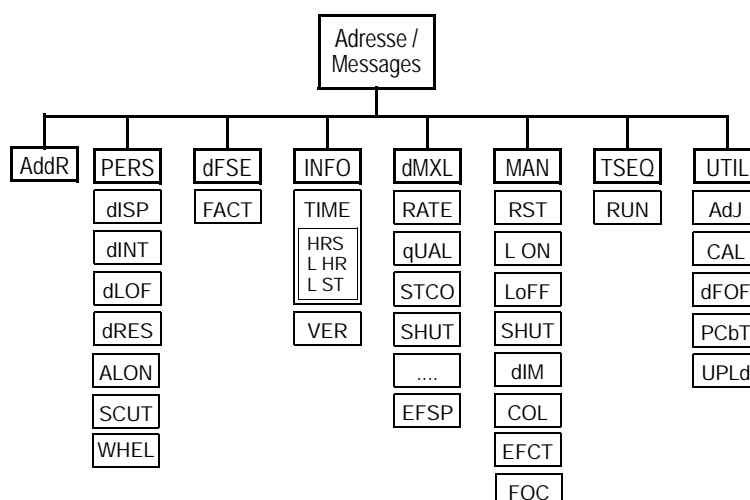 Adresse /
Messages
AddR PERS dFSE INFO dMXL MAN TSEQ UTIL
dISP FACT TIME RATE RST RUN AdJ
dINT HRS qUAL L ON CAL
L HR
L ST
dLOF STCO LoFF dFOF
dRES VER SHUT SHUT PCbT
ALON .... dIM UPLd
SCUT EFSP COL
WHEL EFCT
FOC